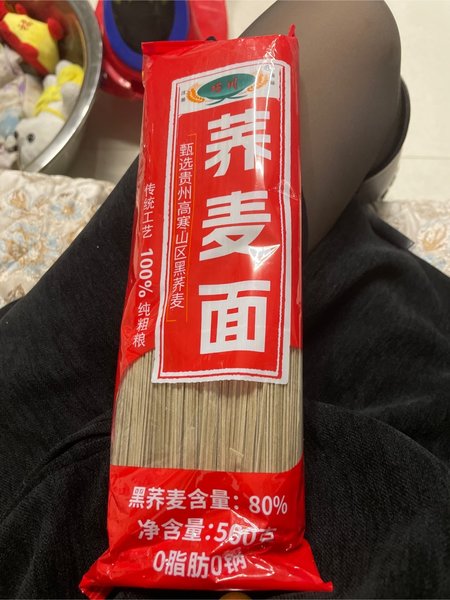 荞麦面
甄选贵州高寒山区黑荞麦
传统工艺 100%纯粗粮
黑荞麦含量：80%
净含量：500克
0脂肪0锅